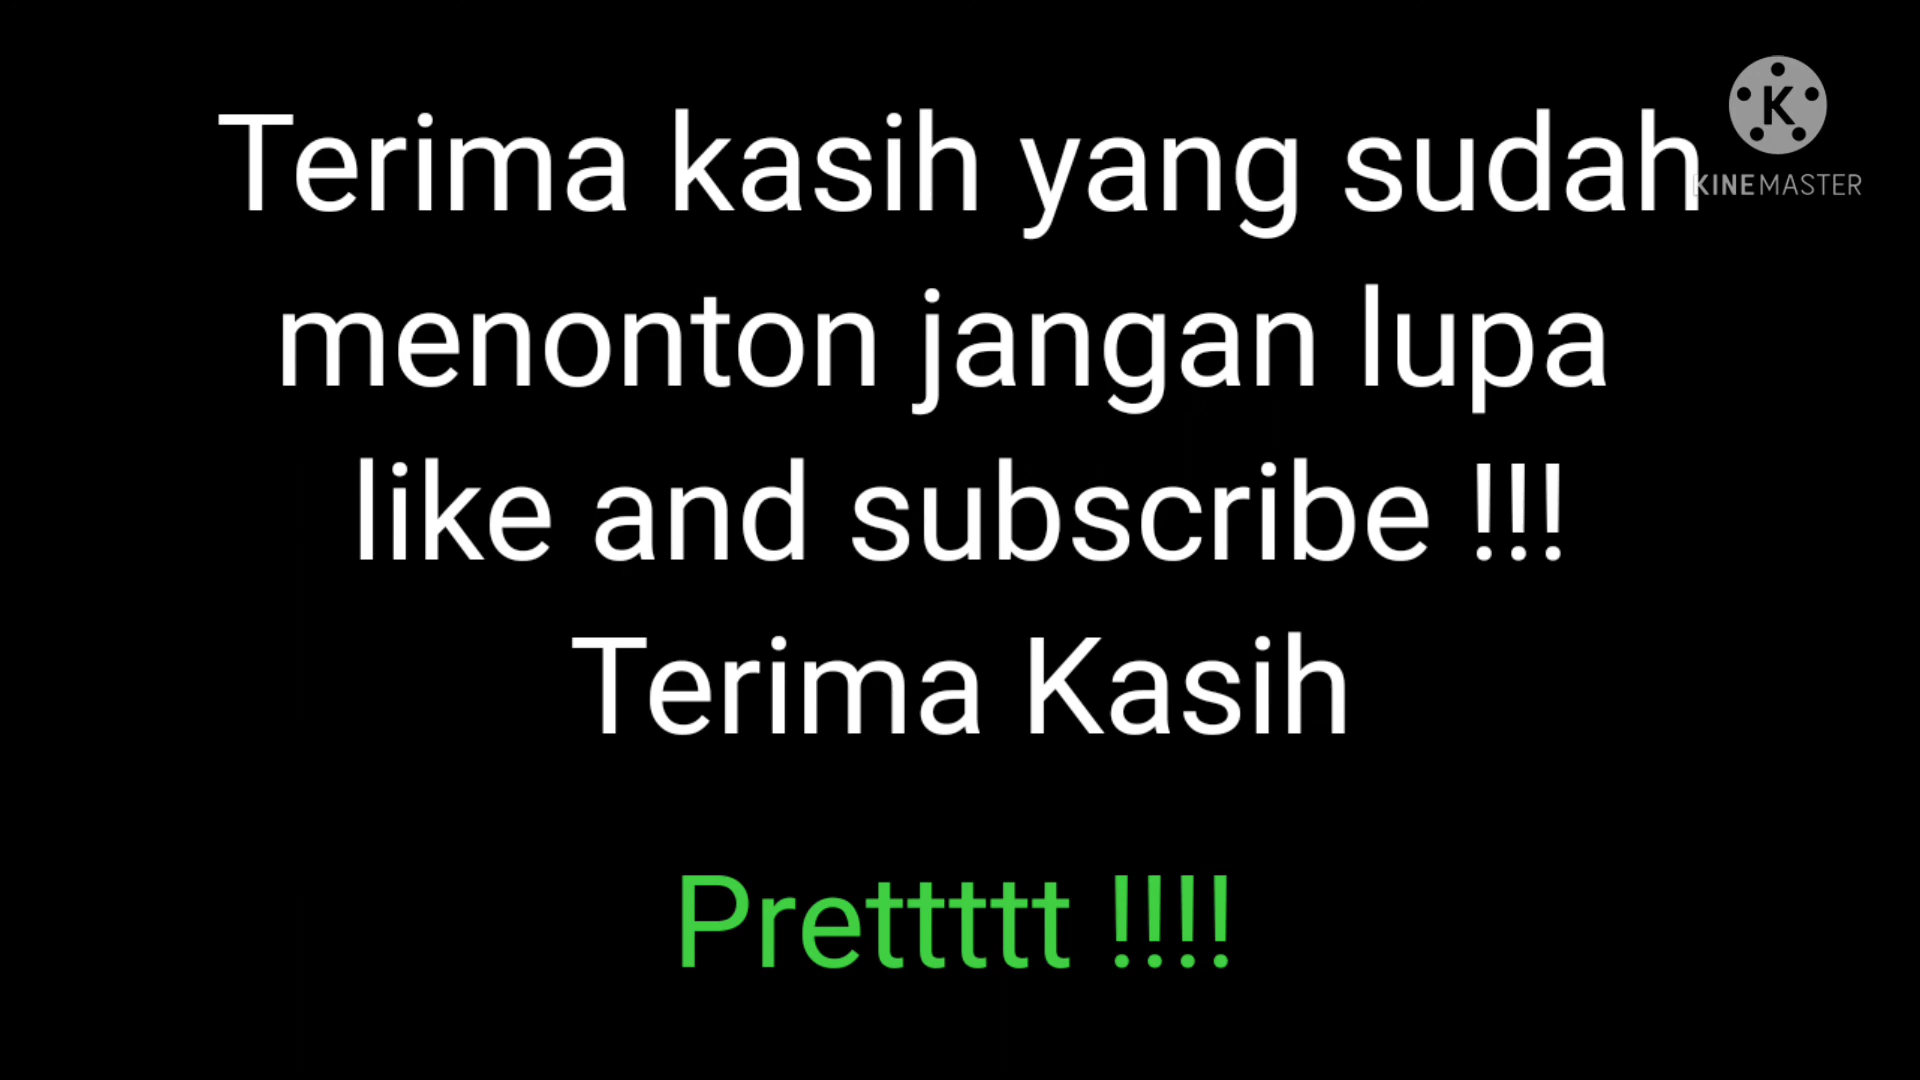 Terima kasih yang sudah
KINEMASTER
menonton jangan lupa
like and subscribe !!!
Terima Kasih
Prettttt !!!!